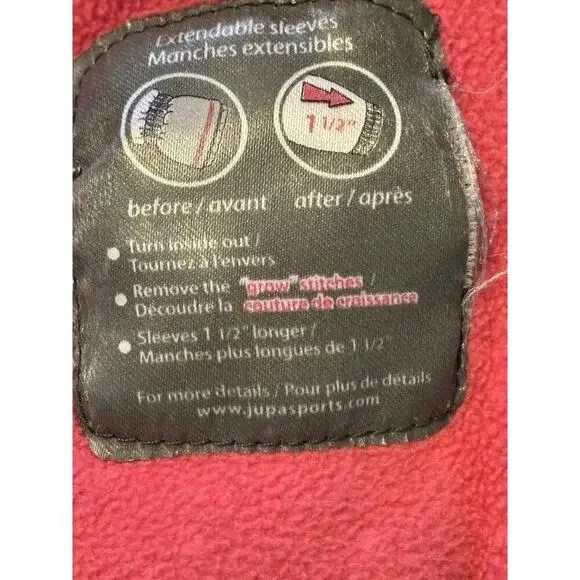 Extendable sleeves
Manches extensibles
1 1/2"
before / avant
after / après
Turn inside out /
Tournez à l'envers
Remove the "grow" stitches /
Découdre la couture de croissance
Sleeves 1 1/2" longer /
Manches plus longues de 1 1/2"
For more details / Pour plus de détails
www.jupasports.com